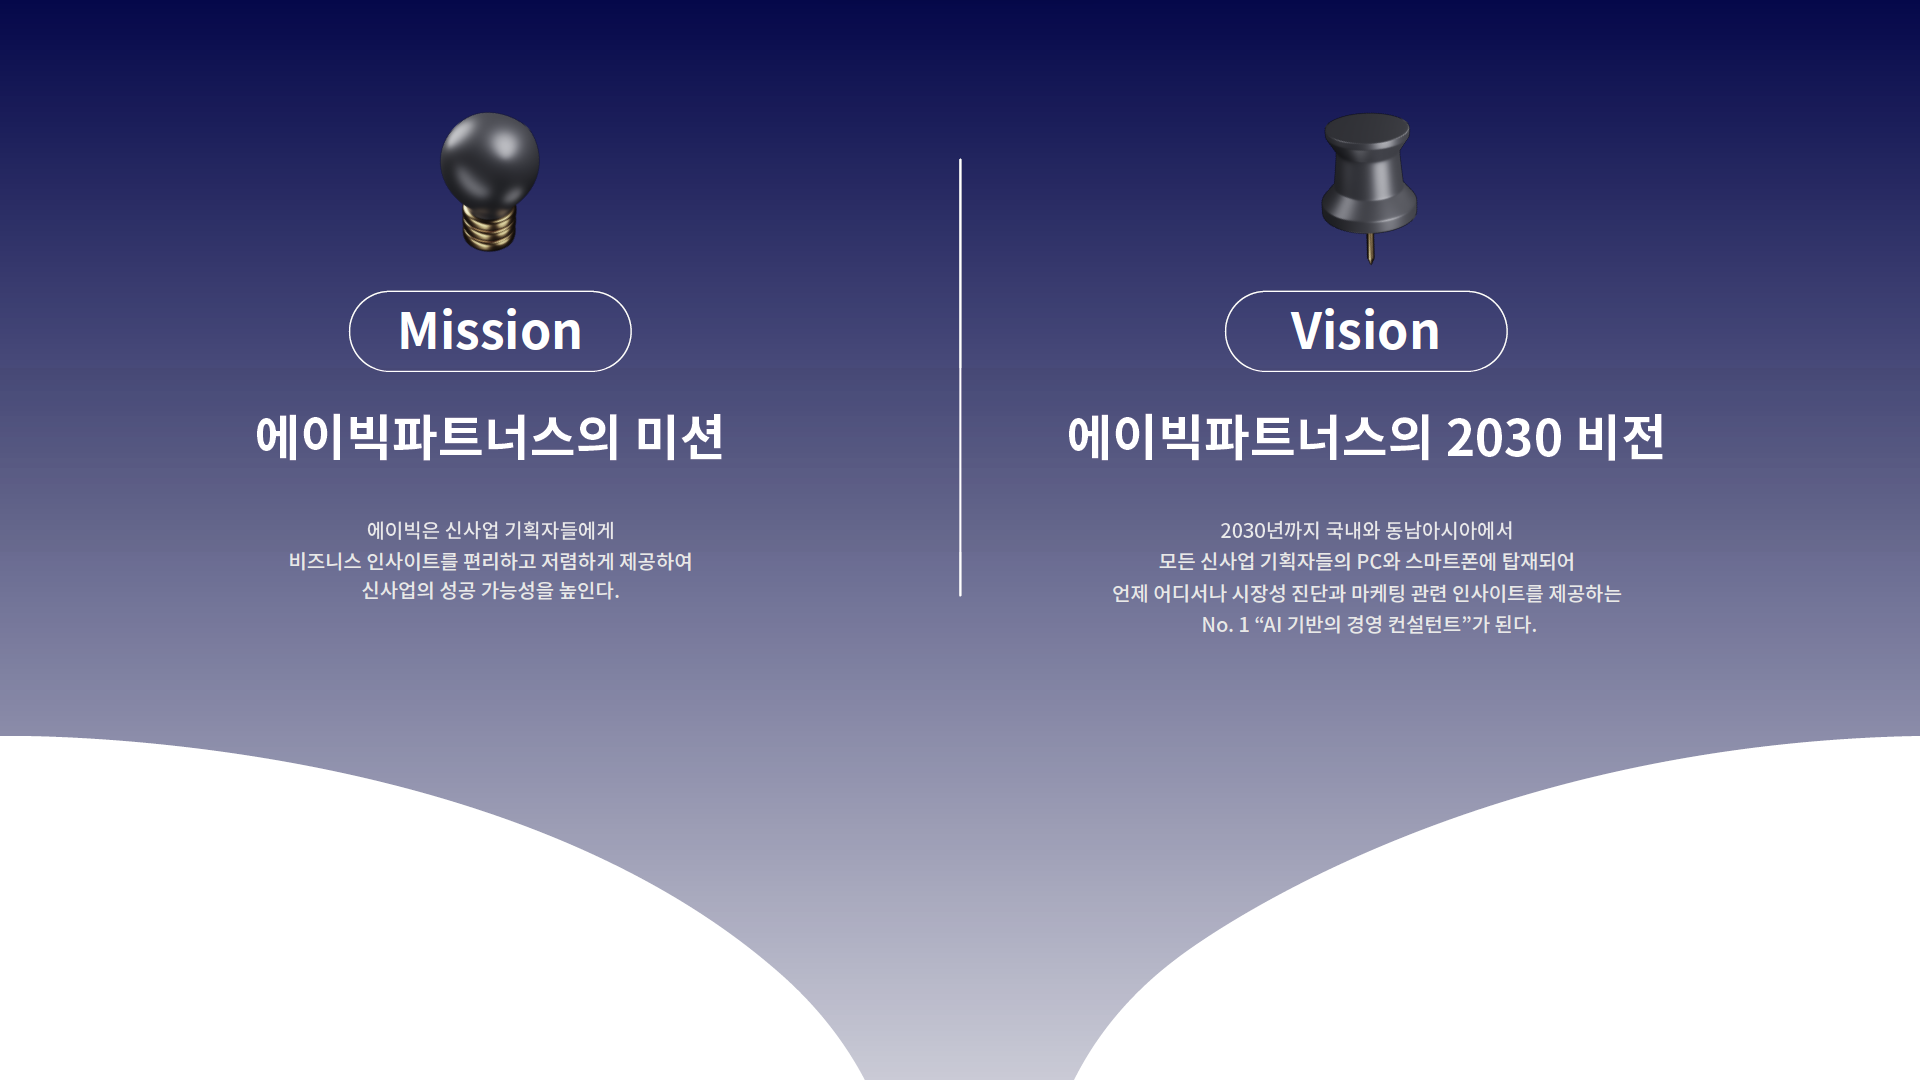 Mission
에이빅파트너스의 미션
에이빅은 신사업 기획자들에게
비즈니스 인사이트를 편리하고 저렴하게 제공하여
신사업의 성공 가능성을 높인다.
Vision
에이빅파트너스의 2030 비전
2030년까지 국내와 동남아시아에서
모든 신사업 기획자들의 PC와 스마트폰에 탑재되어
언제 어디서나 시장성 진단과 마케팅 관련 인사이트를 제공하는
No. 1 “AI 기반의 경영 컨설턴트”가 된다.